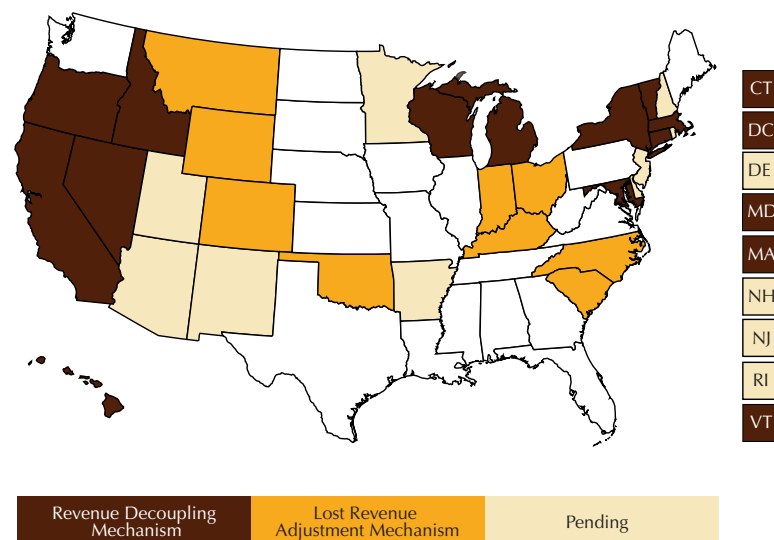 CT
DC
DE
MD
MA
NH
NJ
RI
VT
Revenue Decoupling
Mechanism
Lost Revenue
Adjustment Mechanism
Pending